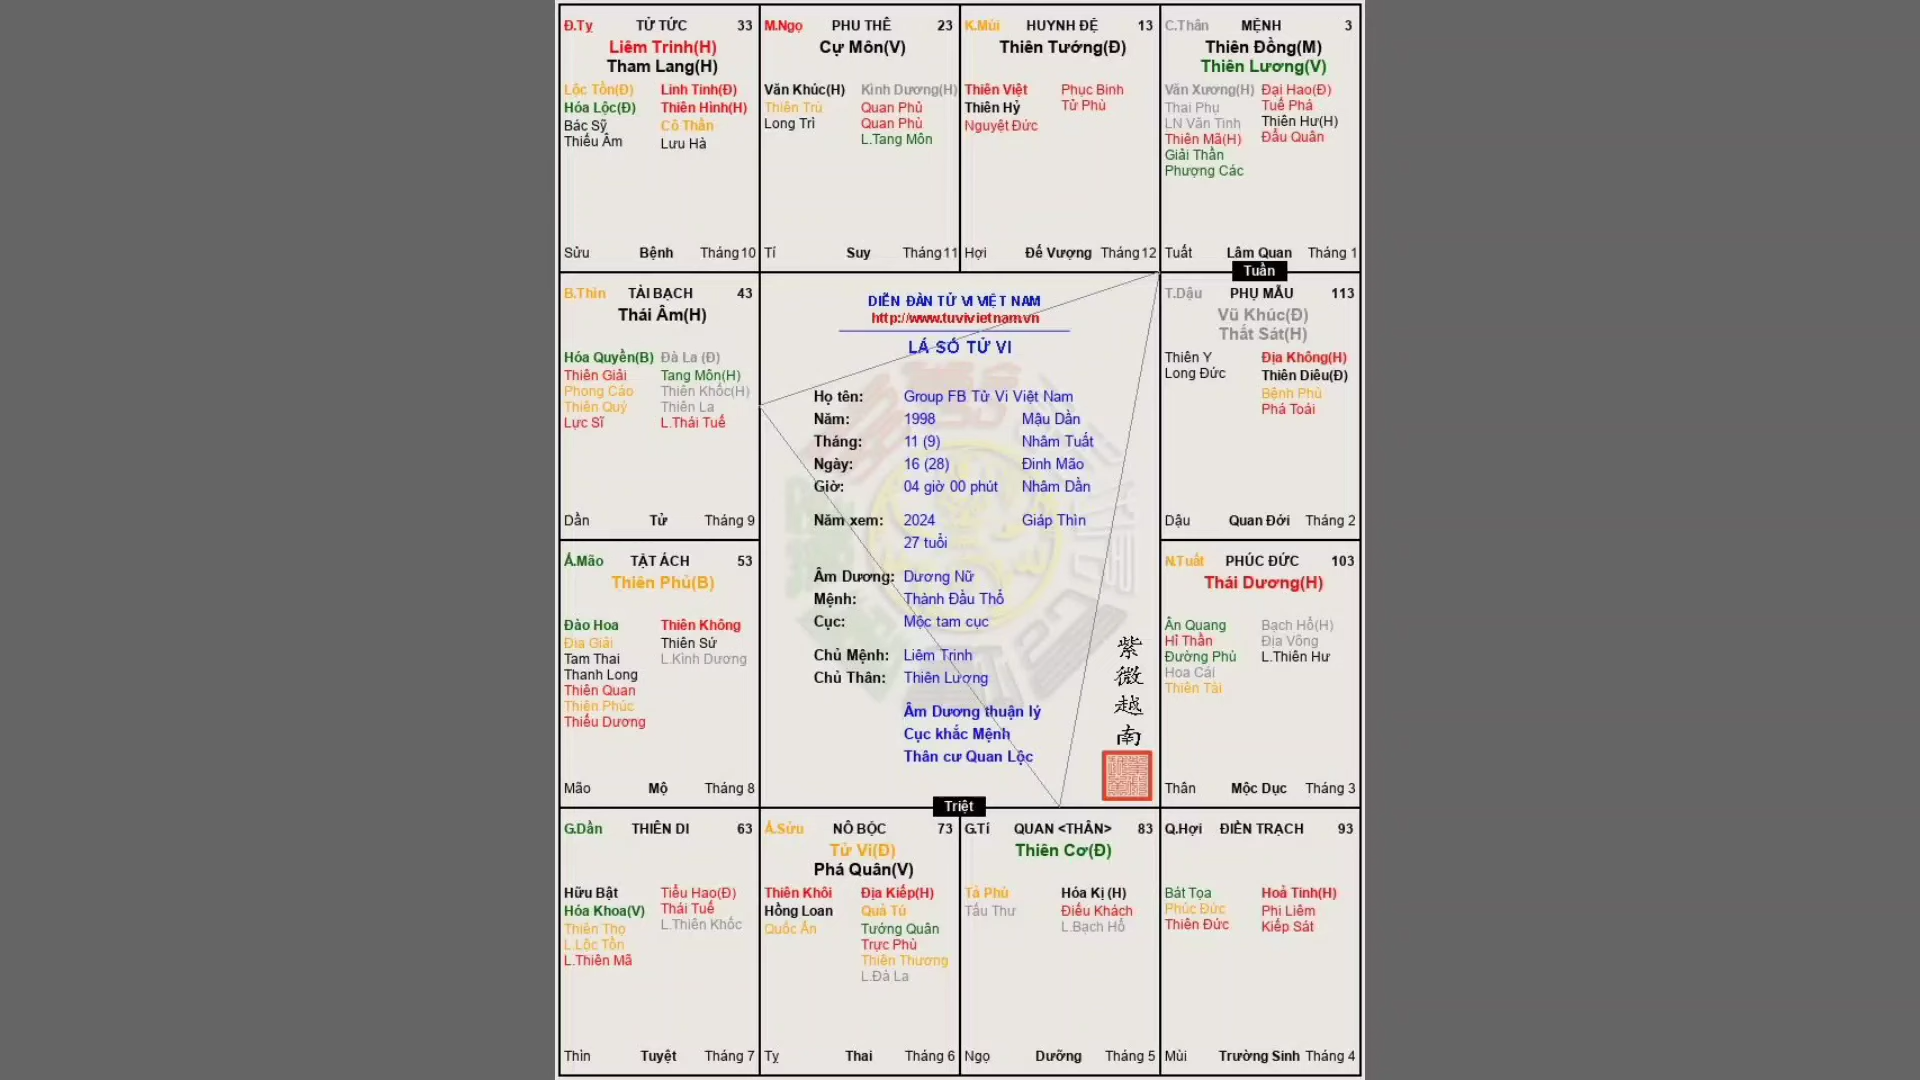 Đ.Tỵ TỬ TỨC 33
Liêm Trinh(H)
Tham Lang(H)
Lộc Tồn(Đ) Linh Tinh(Đ)
Hóa Lộc(Đ) Thiên Hình(H)
Bác Sỹ Cô Thần
Thiếu Âm Lưu Hà
Sửu Bệnh Tháng 10
M.Ngọ PHU THÊ 23
Cự Môn(V)
Văn Khúc(H) Kình Dương(H)
Thiên Trù Quan Phủ
Long Trì Quan Phù
L.Tang Môn
Tí Suy Tháng 11
K.Mùi HUYNH ĐỆ 13
Thiên Tướng(Đ)
Thiên Việt Phục Binh
Thiên Hỷ Tử Phù
Nguyệt Đức
Hợi Đế Vượng Tháng 12
C.Thân MỆNH 3
Thiên Đồng(M)
Thiên Lương(V)
Văn Xương(H) Đại Hao(Đ)
Thai Phụ Tuế Phá
LN Văn Tinh Thiên Hư(H)
Thiên Mã(H) Đẩu Quân
Giải Thần
Phượng Các
Tuất Lâm Quan Tháng 1
Tuần
B.Thìn TÀI BẠCH 43
Thái Âm(H)
Hóa Quyền(B) Đà La (Đ)
Thiên Giải Tang Môn(H)
Phong Cáo Thiên Khốc(H)
Thiên Quý Thiên La
Lực Sĩ L.Thái Tuế
Dần Tử Tháng 9
DIỄN ĐÀN TỬ VI VIỆT NAM
http://www.tuvivietnam.vn
LÁ SỐ TỬ VI
Họ tên: Group FB Tử Vi Việt Nam
Năm: 1998 Mậu Dần
Tháng: 11 (9) Nhâm Tuất
Ngày: 16 (28) Đinh Mão
Giờ: 04 giờ 00 phút Nhâm Dần
Năm xem: 2024 Giáp Thìn
27 tuổi
Âm Dương: Dương Nữ
Mệnh: Thành Đầu Thổ
Cục: Mộc tam cục
Chủ Mệnh: Liêm Trinh
Chủ Thân: Thiên Lương
Âm Dương thuận lý
Cục khắc Mệnh
Thân cư Quan Lộc
紫
微
越
南
T.Dậu PHỤ MẪU 113
Vũ Khúc(Đ)
Thất Sát(H)
Thiên Y Địa Không(H)
Long Đức Thiên Diêu(Đ)
Bệnh Phù
Phá Toái
Dậu Quan Đới Tháng 2
Ấ.Mão TẬT ÁCH 53
Thiên Phủ(B)
Đào Hoa Thiên Không
Địa Giải Thiên Sứ
Tam Thai L.Kình Dương
Thanh Long
Thiên Quan
Thiên Phúc
Thiếu Dương
Mão Mộ Tháng 8
N.Tuất PHÚC ĐỨC 103
Thái Dương(H)
Ân Quang Bạch Hổ(H)
Hỉ Thần Địa Võng
Đường Phù L.Thiên Hư
Hoa Cái
Thiên Tài
Thân Mộc Dục Tháng 3
Triệt
G.Dần THIÊN DI 63
Hữu Bật Tiểu Hao(Đ)
Hóa Khoa(V) Thái Tuế
Thiên Thọ L.Thiên Khốc
L.Lộc Tồn
L.Thiên Mã
Thìn Tuyệt Tháng 7
Ấ.Sửu NÔ BỘC 73
Tử Vi(Đ)
Phá Quân(V)
Thiên Khôi Địa Kiếp(H)
Hồng Loan Quả Tú
Quốc Ấn Tướng Quân
Trực Phù
Thiên Thương
L.Đà La
Tỵ Thai Tháng 6
G.Tí QUAN <THÂN> 83
Thiên Cơ(Đ)
Tả Phù Hóa Kị (H)
Tấu Thư Điếu Khách
L.Bạch Hổ
Ngọ Dưỡng Tháng 5
Q.Hợi ĐIỀN TRẠCH 93
Bát Tọa Hoả Tinh(H)
Phúc Đức Phi Liêm
Thiên Đức Kiếp Sát
Mùi Trường Sinh Tháng 4